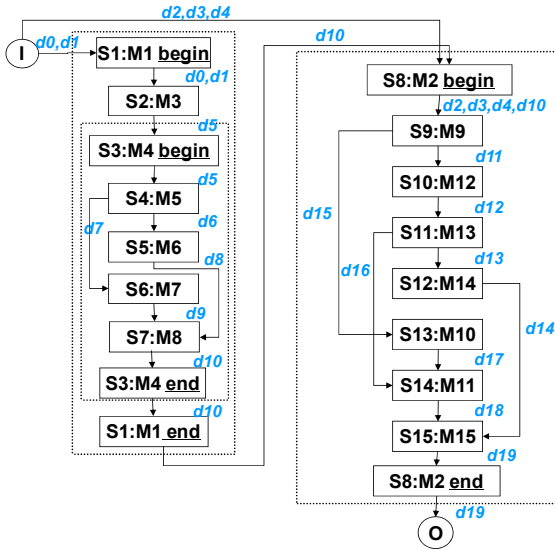 d2,d3,d4
d10
I
d0,d1
S1:M1 begin
d0,d1
S2:M3
d5
S3:M4 begin
d5
S4:M5
d7
d6
S5:M6
d8
S6:M7
d9
S7:M8
d10
S3:M4 end
d10
S1:M1 end
S8:M2 begin
d2,d3,d4,d10
S9:M9
d11
S10:M12
d15
d12
S11:M13
d16
d13
S12:M14
d14
S13:M10
d17
S14:M11
d18
S15:M15
d19
S8:M2 end
d19
O